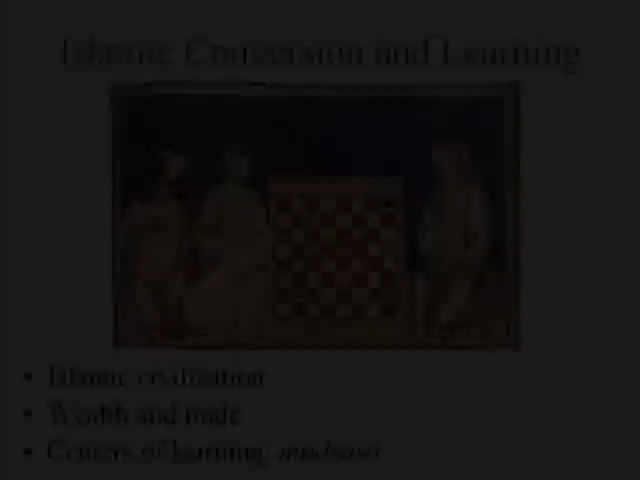 Islamic Conversion and Learning
• Islamic civilization
• Wealth and trade
• Centers of learning,